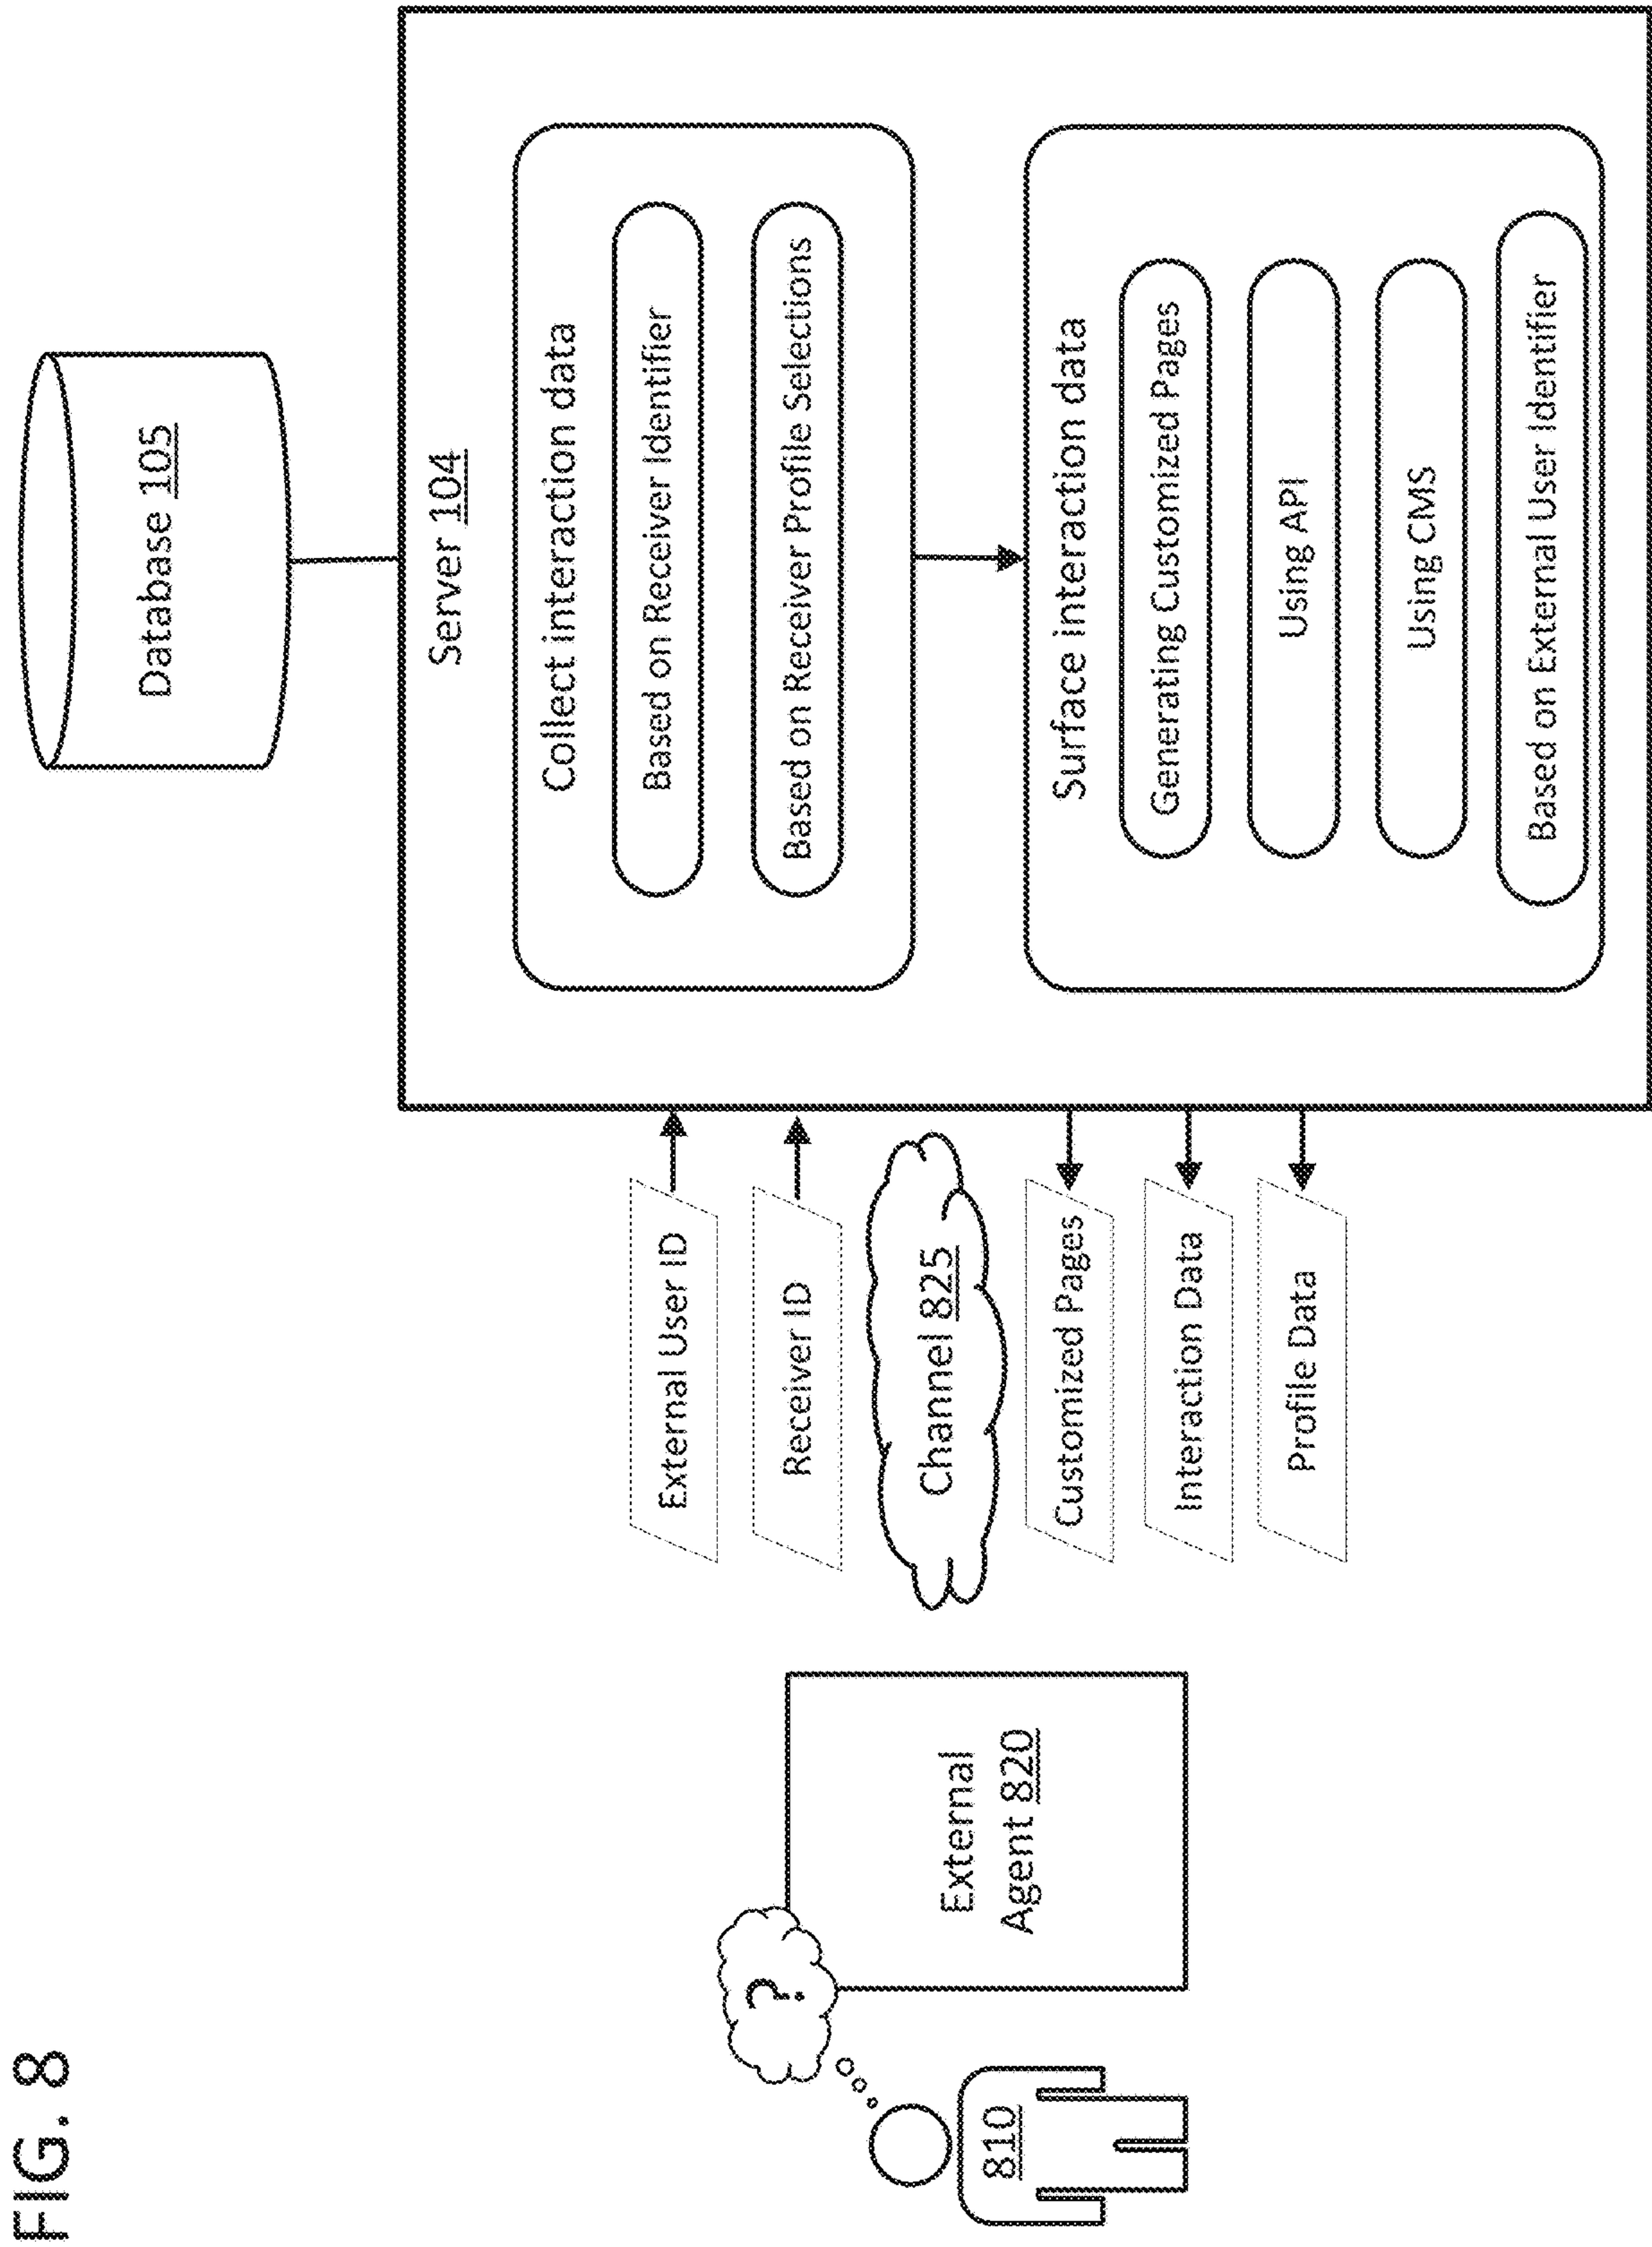 FIG. 8
810
?
External
Agent 820
External User ID
Receiver ID
Channel 825
Customized Pages
Interaction Data
Profile Data
Database 105
Server 104
Collect interaction data
Based on Receiver Identifier
Based on Receiver Profile Selections
Surface interaction data
Generating Customized Pages
Using API
Using CMS
Based on External User Identifier